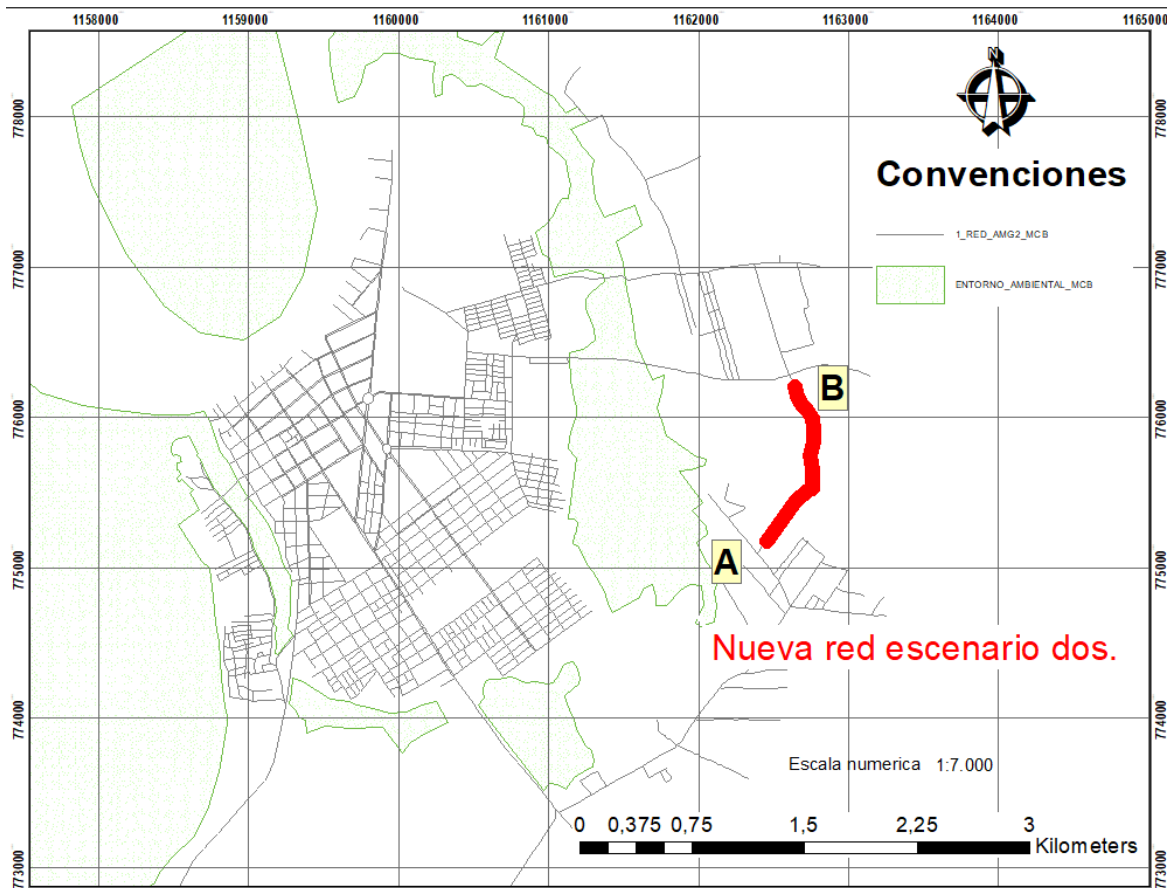 1158000 1159000 1160000 1161000 1162000 1163000 1164000 1165000
N
778000 778000
Convenciones
1_RED_AMG2_MCB
777000 777000
ENTORNO_AMBIENTAL_MCB
B
776000 776000
A
775000 775000
Nueva red escenario dos.
774000 774000
Escala numerica 1:7.000
0 0,375 0,75 1,5 2,25 3
Kilometers
773000 773000